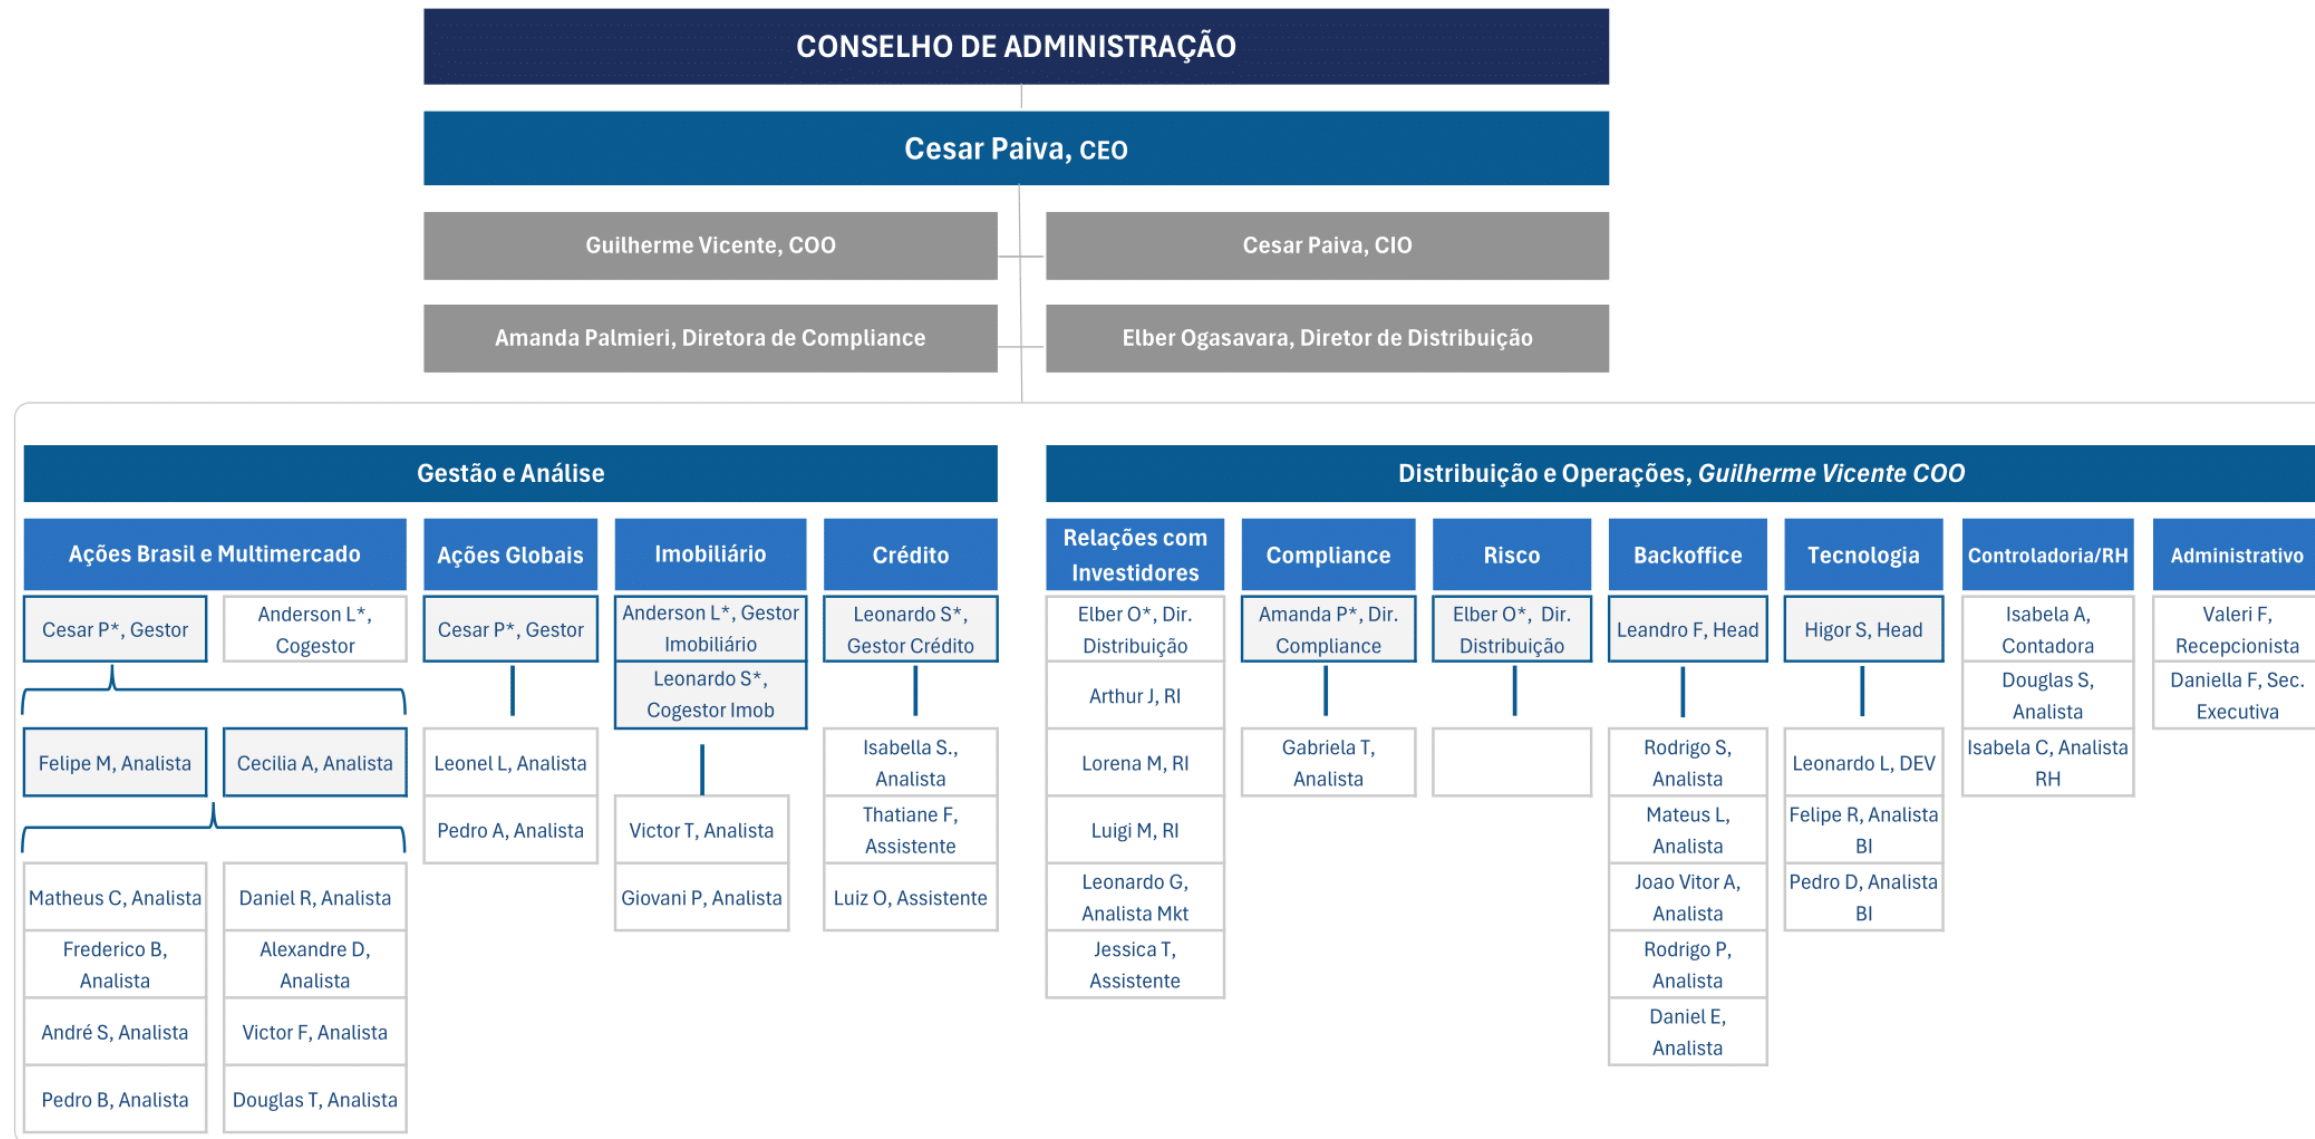 CONSELHO DE ADMINISTRAÇÃO
Cesar Paiva, CEO
Guilherme Vicente, COO
Cesar Paiva, CIO
Amanda Palmieri, Diretora de Compliance
Elber Ogasavara, Diretor de Distribuição
Gestão e Análise
Ações Brasil e Multimercado
Cesar P*, Gestor
Anderson L*,
Cogestor
Felipe M, Analista
Cecilia A, Analista
Matheus C, Analista
Daniel R, Analista
Frederico B,
Analista
Alexandre D,
Analista
André S, Analista
Victor F, Analista
Pedro B, Analista
Douglas T, Analista
Ações Globais
Cesar P*, Gestor
Leonel L, Analista
Pedro A, Analista
Imobiliário
Anderson L*, Gestor
Imobiliário
Leonardo S*,
Cogestor Imob
Victor T, Analista
Giovani P, Analista
Crédito
Leonardo S*,
Gestor Crédito
Isabella S.,
Analista
Thatiane F,
Assistente
Luiz O, Assistente
Distribuição e Operações, Guilherme Vicente COO
Relações com
Investidores
Elber O*, Dir.
Distribuição
Arthur J, RI
Lorena M, RI
Luigi M, RI
Leonardo G,
Analista Mkt
Jessica T,
Assistente
Compliance
Amanda P*, Dir.
Compliance
Gabriela T,
Analista
Risco
Elber O*, Dir.
Distribuição
Backoffice
Leandro F, Head
Rodrigo S,
Analista
Mateus L,
Analista
Joao Vitor A,
Analista
Rodrigo P,
Analista
Daniel E,
Analista
Tecnologia
Higor S, Head
Leonardo L, DEV
Felipe R, Analista
BI
Pedro D, Analista
BI
Controladoria/RH
Isabela A,
Contadora
Douglas S,
Analista
Isabela C, Analista
RH
Administrativo
Valeri F,
Recepcionista
Daniella F, Sec.
Executiva